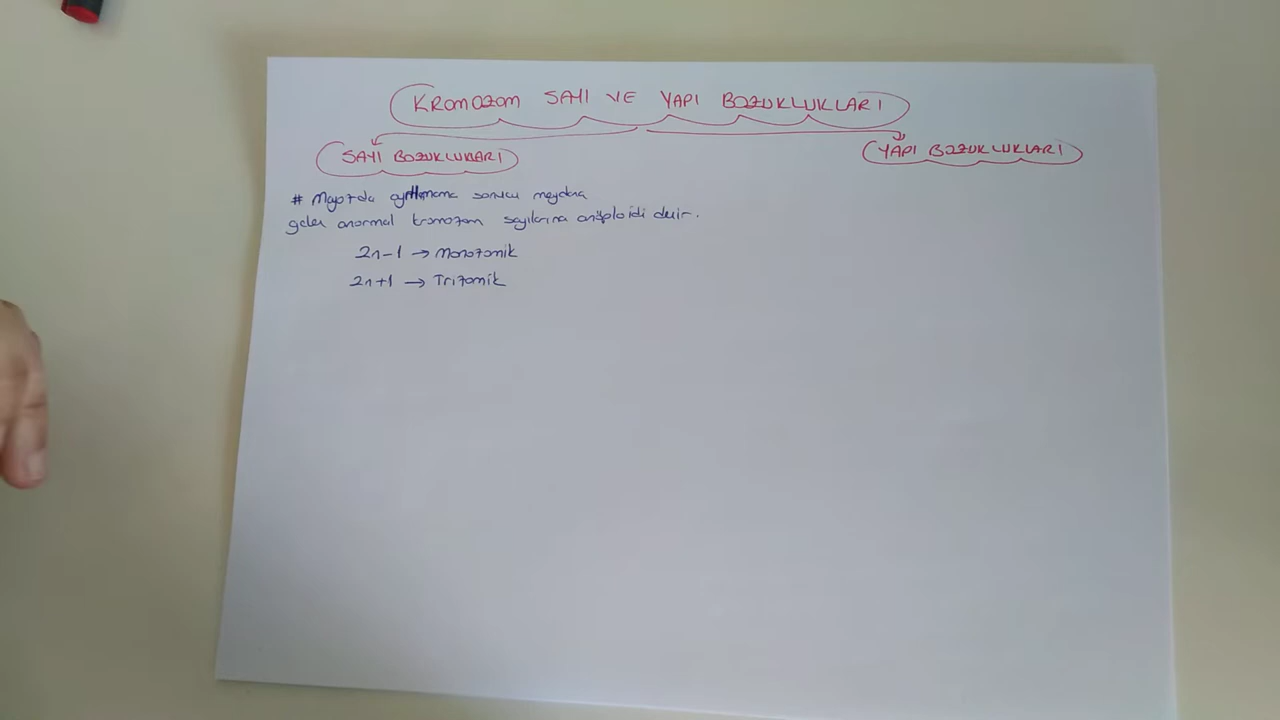 KROMOZOM SAYI VE YAPI BOZUKLUKLARI
SAYI BOZUKLUKLARI
YAPI BOZUKLUKLARI
# Mayozda ayrılmama sonucu meydana
gelen anormal kromozom sayılarına anöploidi denir.
2n-1 → Monozomik
2n+1 → Trizomik